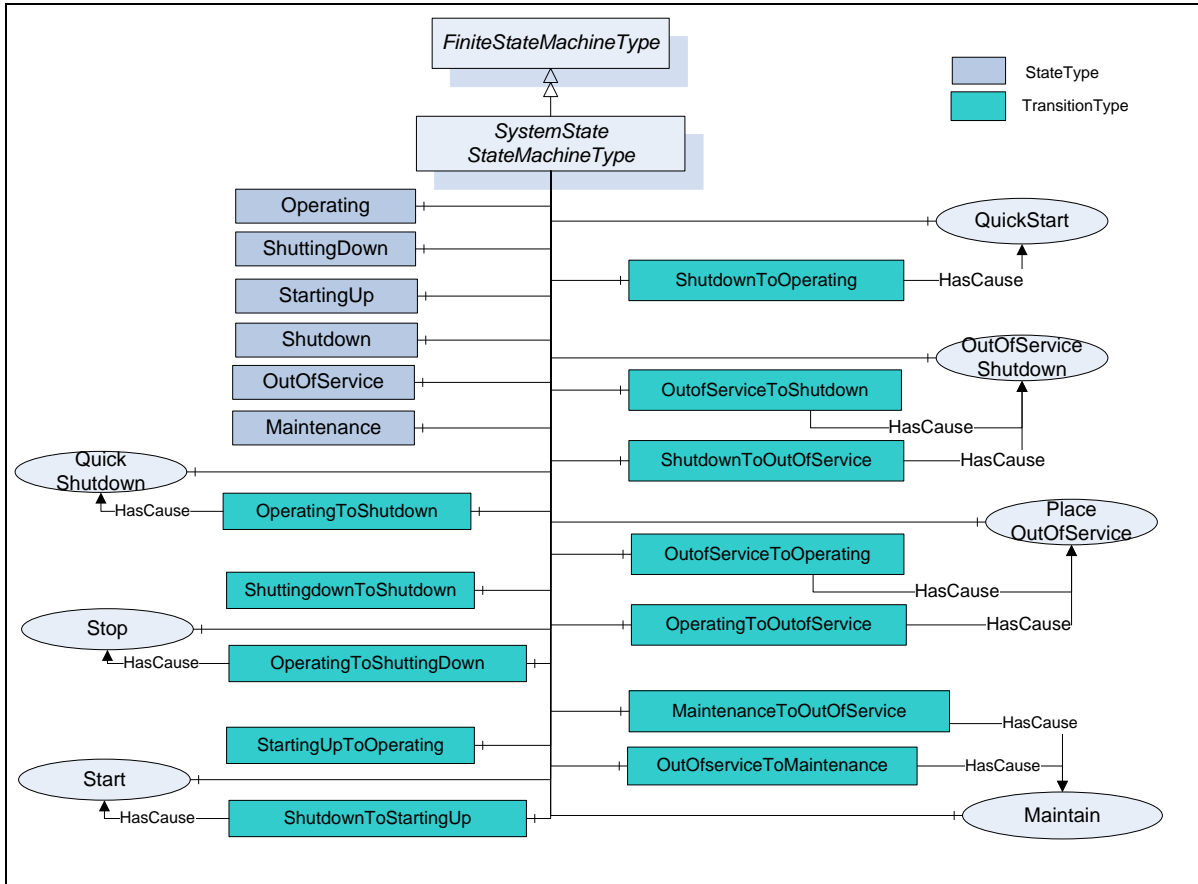 FiniteStateMachineType
StateType
TransitionType
SystemState
StateMachineType
Operating
ShuttingDown
StartingUp
Shutdown
OutOfService
Maintenance
Quick
Shutdown
HasCause
OperatingToShutdown
ShuttingdownToShutdown
Stop
HasCause
OperatingToShuttingDown
StartingUpToOperating
Start
HasCause
ShutdownToStartingUp
QuickStart
ShutdownToOperating
HasCause
OutOfService
Shutdown
OutofServiceToShutdown
HasCause
ShutdownToOutOfService
HasCause
Place
OutOfService
OutofServiceToOperating
HasCause
OperatingToOutofService
HasCause
MaintenanceToOutOfService
HasCause
OutOfserviceToMaintenance
HasCause
Maintain